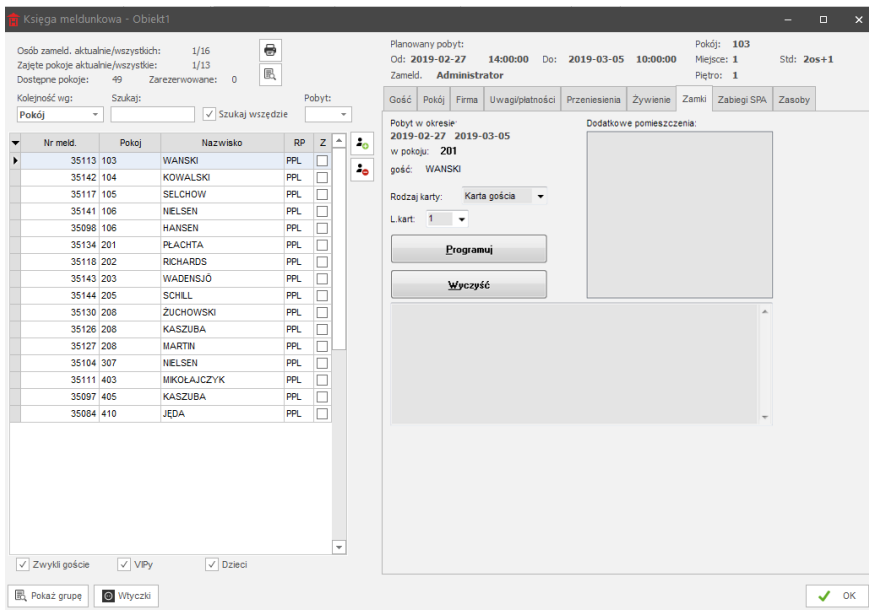 Księga meldunkowa - Obiekt1
Osób zameld. aktualnie/wszystkich: 1/16
Zajęte pokoje aktualnie/wszystkie: 1/13
Dostępne pokoje: 49 Zarezerwowane: 0
Kolejność wg: Szukaj: Pobyt:
Pokój Szukaj wszędzie
Nr meld. Pokoj Nazwisko RP Z
35113 103 WANSKI PPL
35142 104 KOWALSKI PPL
35117 105 SELCHOW PPL
35141 106 NIELSEN PPL
35098 106 HANSEN PPL
35134 201 PŁACHTA PPL
35118 202 RICHARDS PPL
35143 203 WADENSJÖ PPL
35144 205 SCHILL PPL
35130 208 ŻUCHOWSKI PPL
35126 208 KASZUBA PPL
35127 208 MARTIN PPL
35104 307 NIELSEN PPL
35111 403 MIKOŁAJCZYK PPL
35097 405 KASZUBA PPL
35084 410 JĘDA PPL
Zwykli goście VIPy Dzieci
Pokaż grupę Wtyczki
Planowany pobyt: Pokój: 103
Od: 2019-02-27 14:00:00 Do: 2019-03-05 10:00:00 Miejsce: 1 Std: 2os+1
Zameld. Administrator Piętro: 1
Gość Pokój Firma Uwagi/płatności Przeniesienia Żywienie Zamki Zabiegi SPA Zasoby
Pobyt w okresie: Dodatkowe pomieszczenia:
2019-02-27 2019-03-05
w pokoju: 201
gość: WANSKI
Rodzaj karty: Karta gościa
L.kart: 1
Programuj
Wyczyść
OK